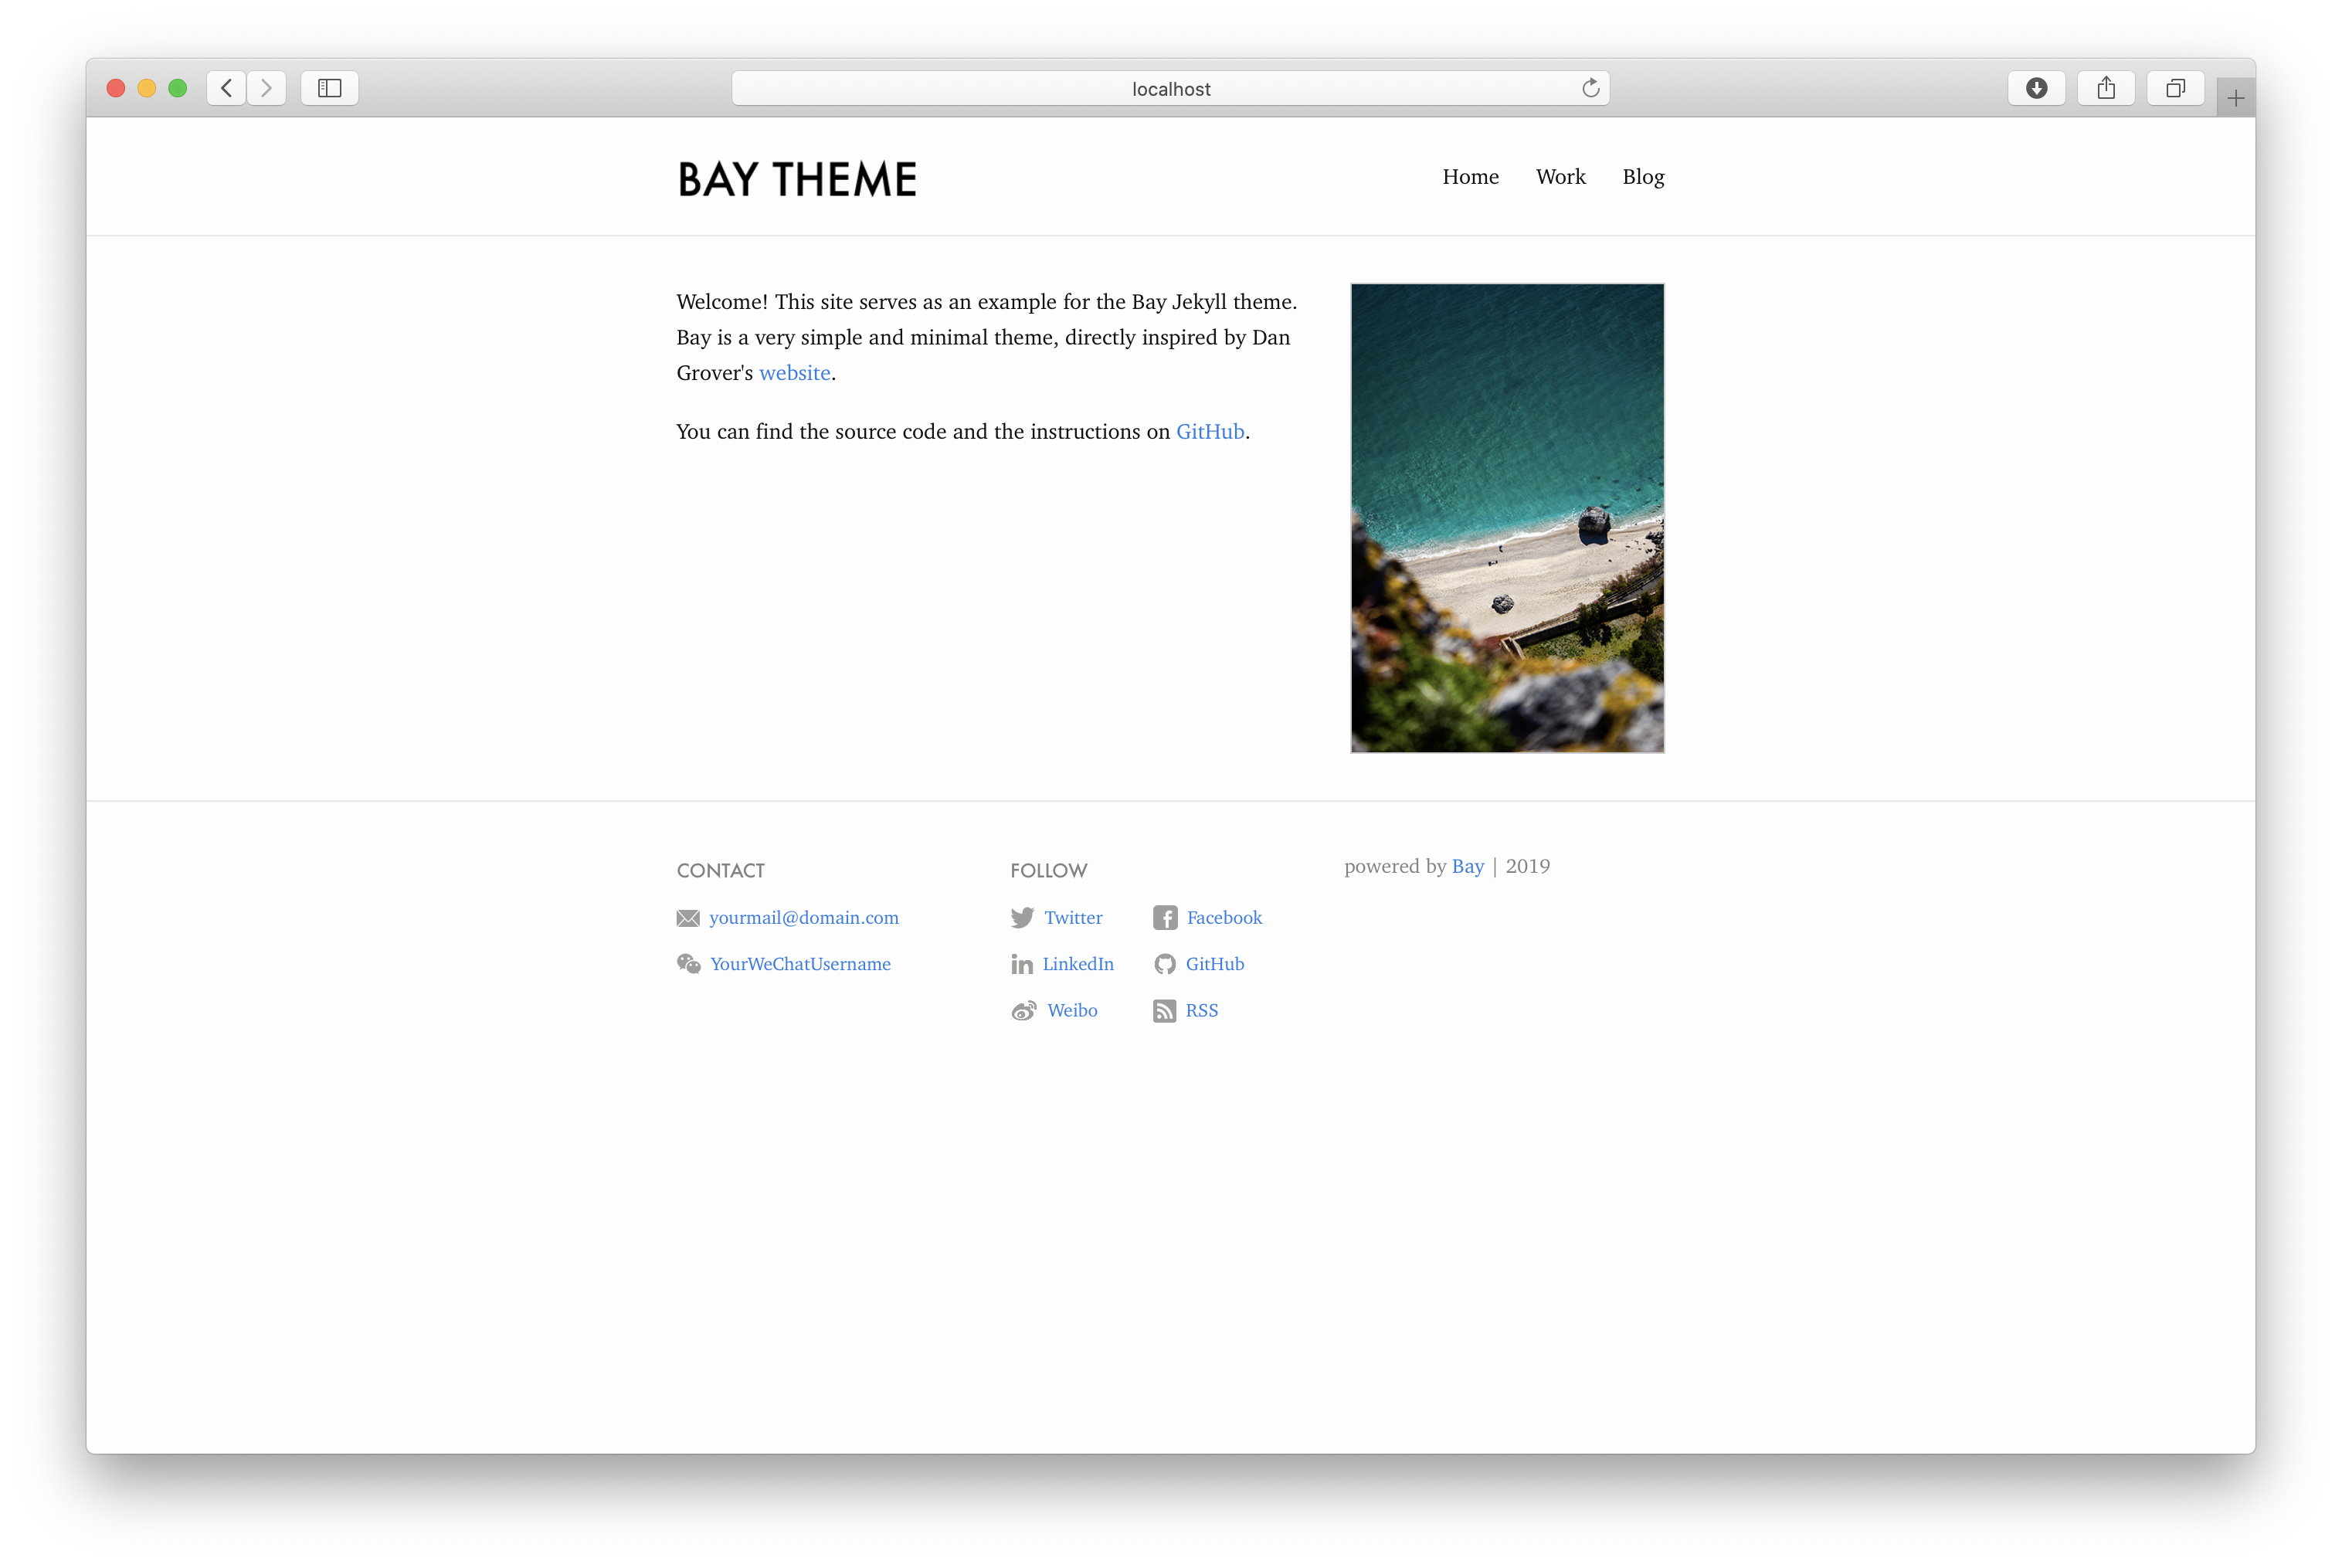 localhost
BAY THEME
Home Work Blog
Welcome! This site serves as an example for the Bay Jekyll theme.
Bay is a very simple and minimal theme, directly inspired by Dan
Grover's website.
You can find the source code and the instructions on GitHub.
CONTACT
yourmail@domain.com
YourWeChatUsername
FOLLOW
Twitter Facebook
LinkedIn GitHub
Weibo RSS
powered by Bay | 2019